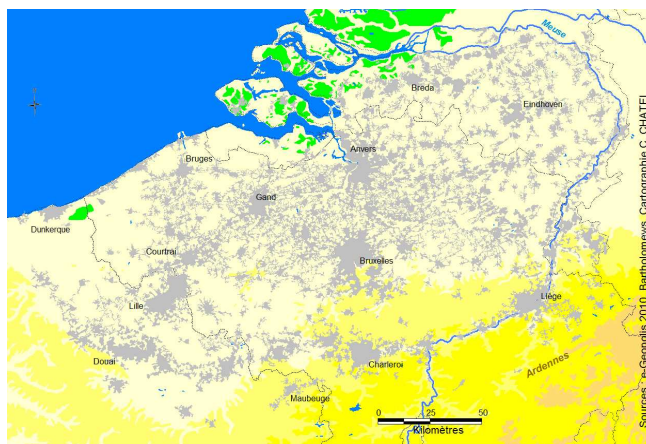 Meuse
Breda
Eindhoven
Anvers
Bruges
Gand
Dunkerque
Courtrai
Bruxelles
Lille
Liège
Douai
Charleroi
Ardennes
Maubeuge
0 25 50
Kilomètres
Sources : e-Geopolis 2010, Bartholomews, Cartographie C. CHATEL